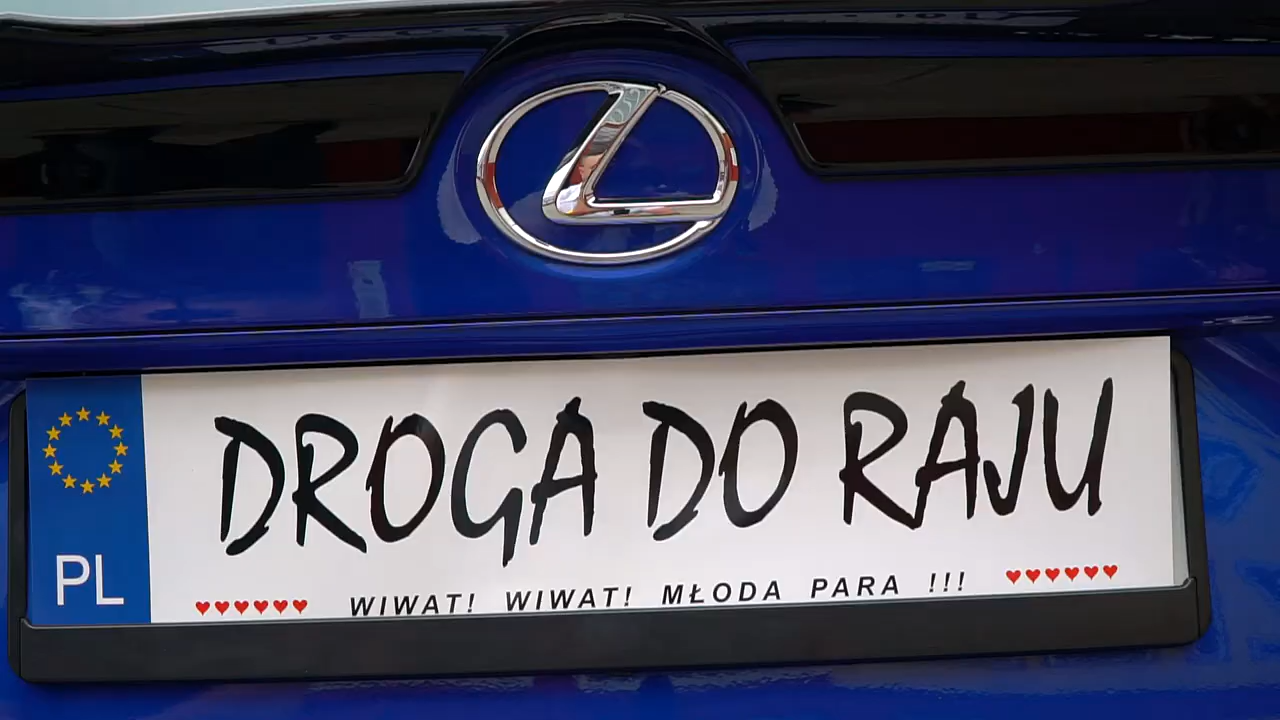 DROGA DO RAJU
PL
♥♥♥♥♥♥ WIWAT! WIWAT! MŁODA PARA !!! ♥♥♥♥♥♥